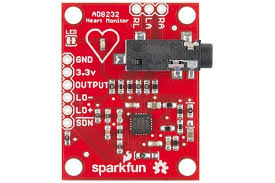 AD8232
Heart Monitor
RL
LA
RA
LED
GND
3.3v
OUTPUT
LO-
LO+
SDN
sparkfun